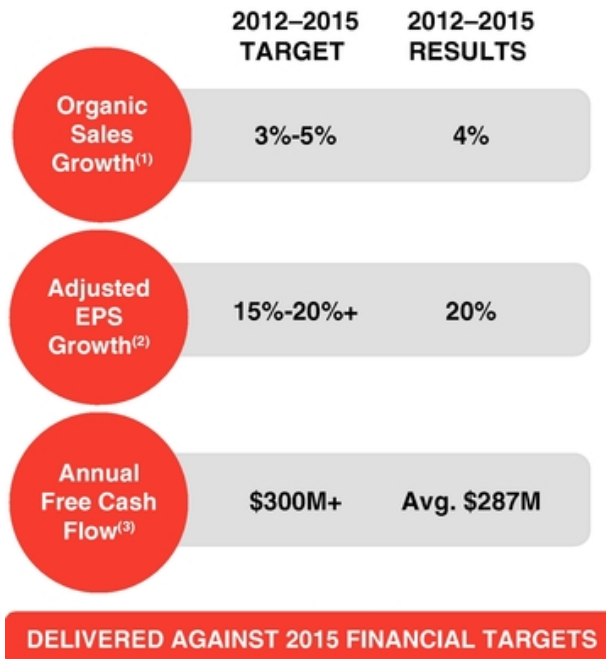 2012–2015 2012–2015
TARGET RESULTS
Organic
Sales
Growth(1)
3%-5% 4%
Adjusted
EPS
Growth(2)
15%-20%+ 20%
Annual
Free Cash
Flow(3)
$300M+ Avg. $287M
DELIVERED AGAINST 2015 FINANCIAL TARGETS